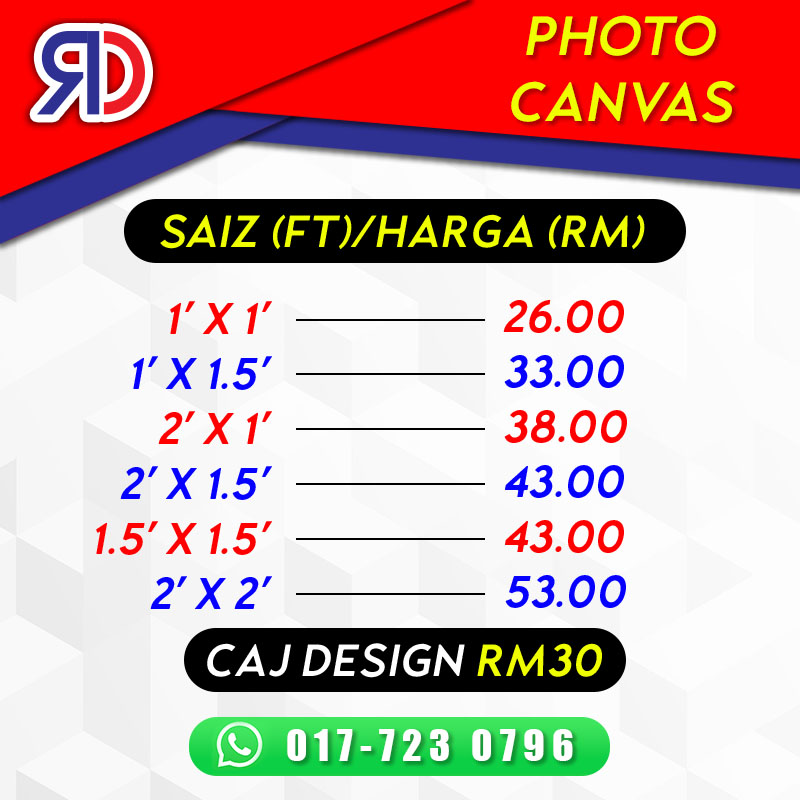 RD
PHOTO
CANVAS
SAIZ (FT)/HARGA (RM)
1' X 1' 26.00
1' X 1.5' 33.00
2' X 1' 38.00
2' X 1.5' 43.00
1.5' X 1.5' 43.00
2' X 2' 53.00
CAJ DESIGN RM30
017-723 0796